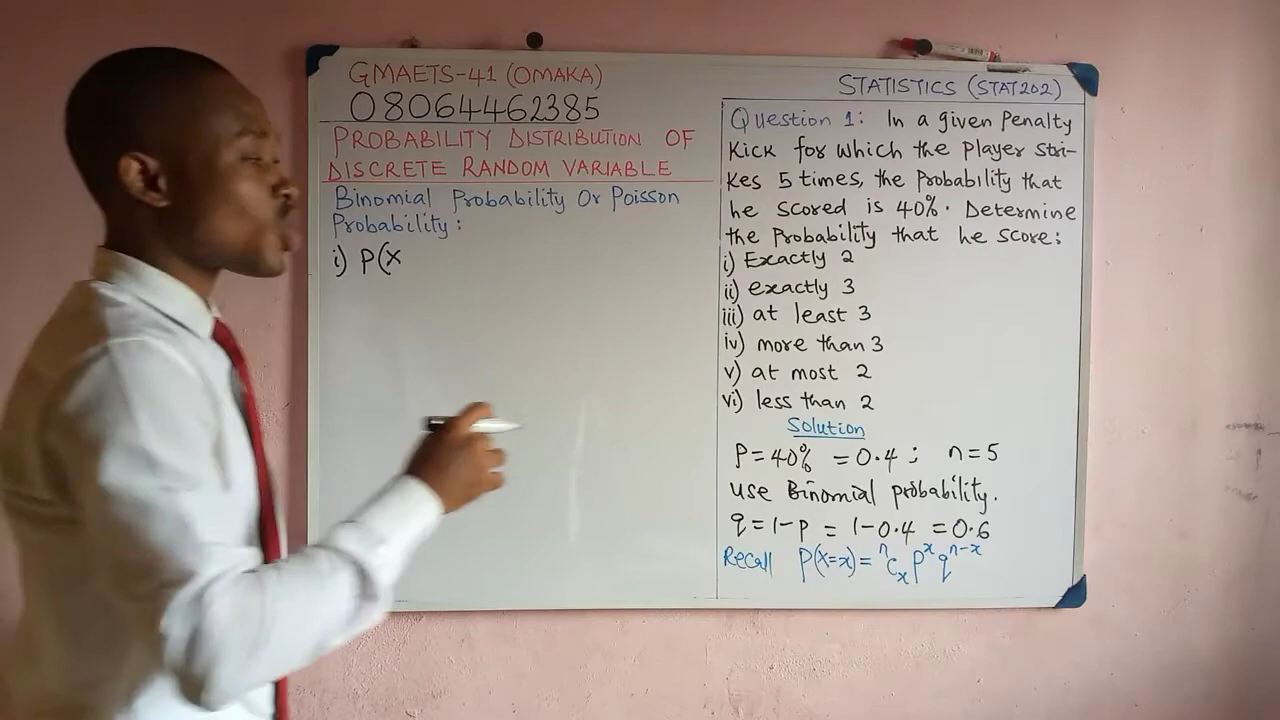 GMAETS-41 (OMAKA)
08064462385
PROBABILITY DISTRIBUTION OF
DISCRETE RANDOM VARIABLE
Binomial Probability Or Poisson
Probability:
i) P(x
STATISTICS (STAT202)
Question 1: In a given Penalty
Kick for which the player stri-
kes 5 times, the probability that
he scored is 40%. Determine
the probability that he score:
i) Exactly 2
ii) exactly 3
iii) at least 3
iv) more than 3
v) at most 2
vi) less than 2
Solution
P = 40% = 0.4 ; n = 5
Use Binomial probability.
q = 1-p = 1-0.4 = 0.6
Recall P(X=x) = ⁿCₓ pˣ qⁿ⁻ˣ